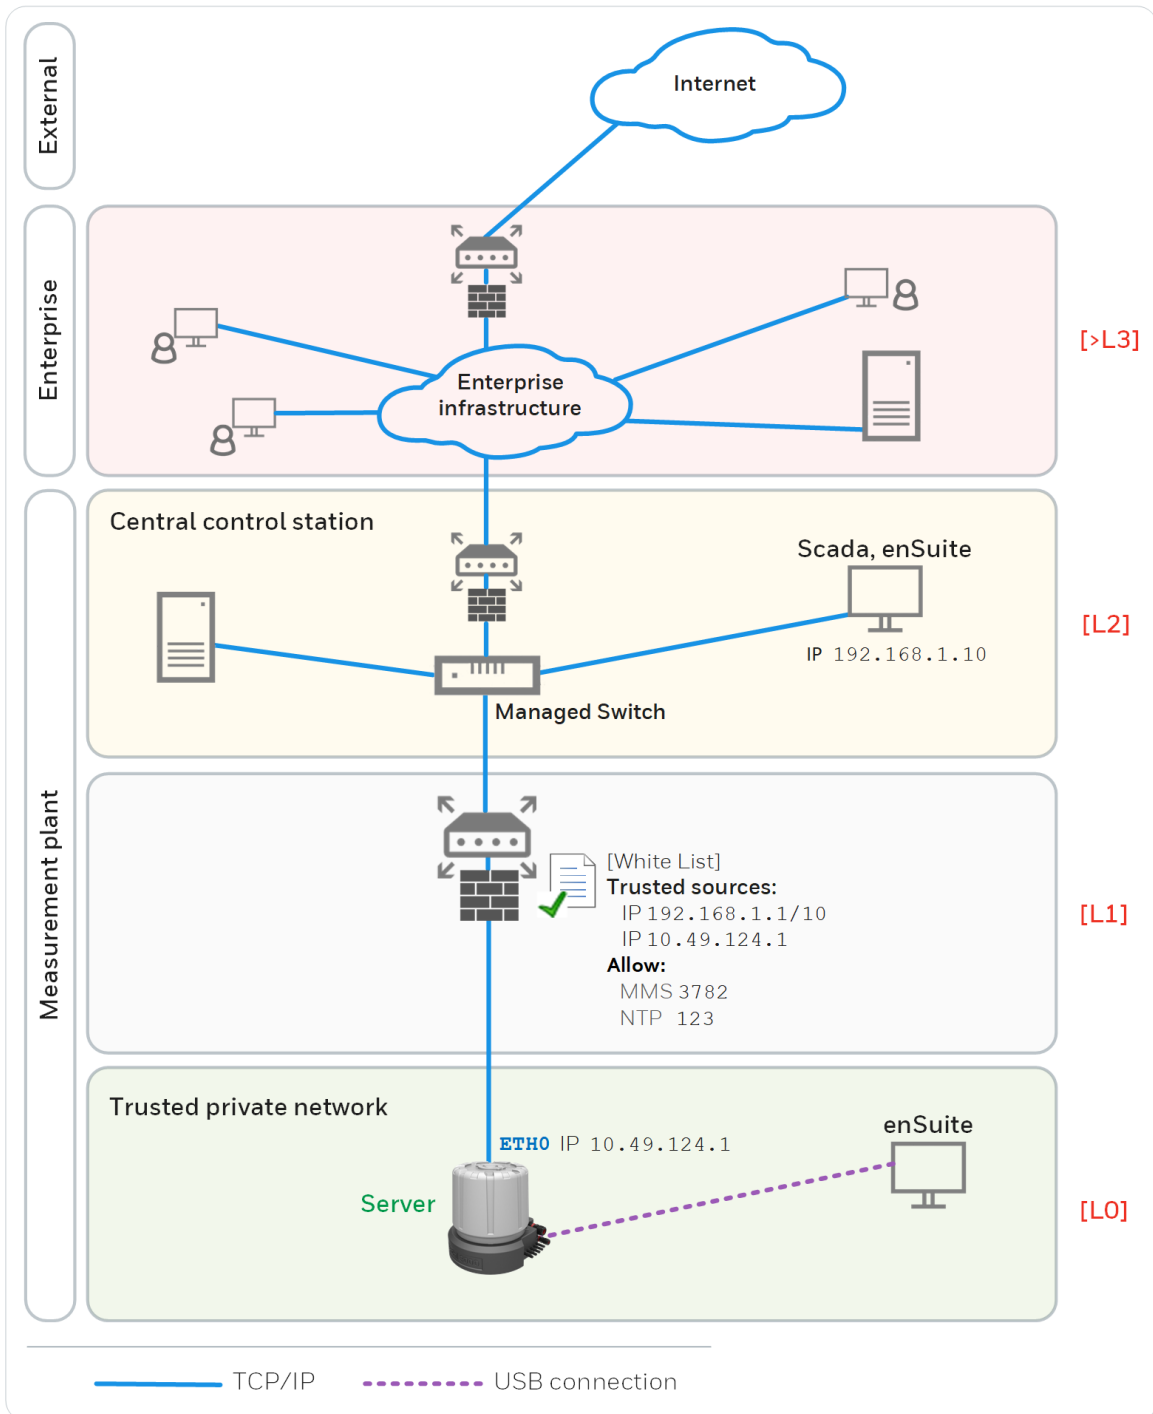 External
Internet
Enterprise
Enterprise
infrastructure
[>L3]
Measurement plant
Central control station
Scada, enSuite
IP 192.168.1.10
Managed Switch
[L2]
[White List]
Trusted sources:
IP 192.168.1.1/10
IP 10.49.124.1
Allow:
MMS 3782
NTP 123
[L1]
Trusted private network
ETH0 IP 10.49.124.1
enSuite
Server
[L0]
TCP/IP
USB connection